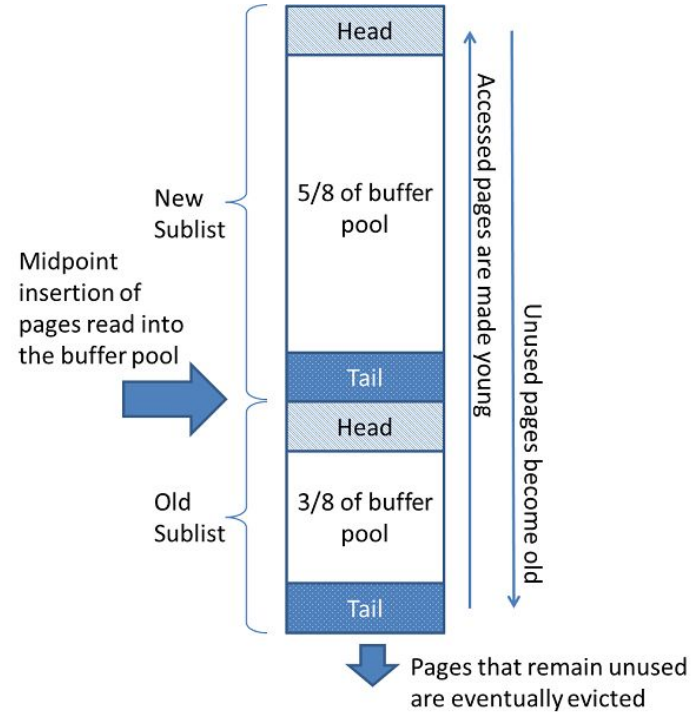 Head
5/8 of buffer
pool
New
Sublist
Midpoint
insertion of
pages read into
the buffer pool
Tail
Head
Old
Sublist
3/8 of buffer
pool
Tail
Accessed pages are made young
Unused pages become old
Pages that remain unused
are eventually evicted